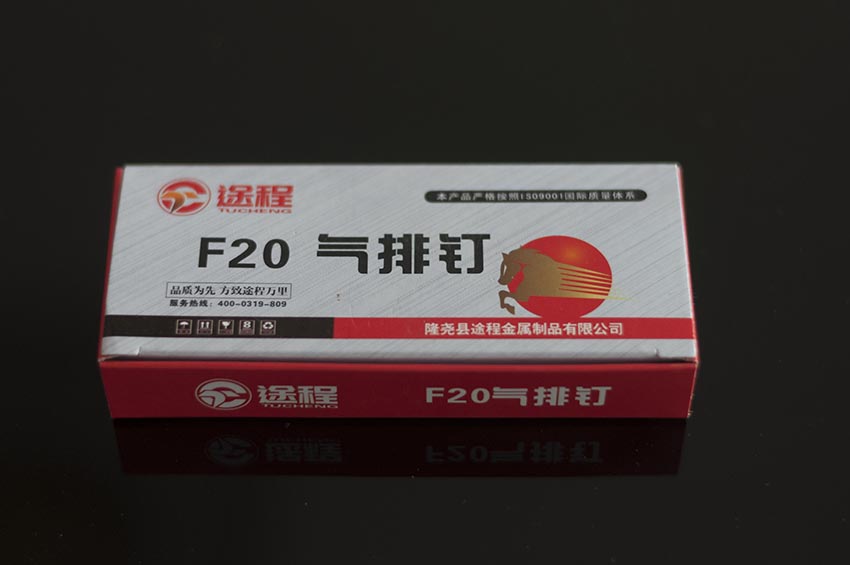 途程
TUCHENG
本产品严格按照ISO9001国际质量体系
F20 气排钉
品质为先 方致途程万里
服务热线：400-0319-809
隆尧县途程金属制品有限公司
途程
TUCHENG
F20气排钉